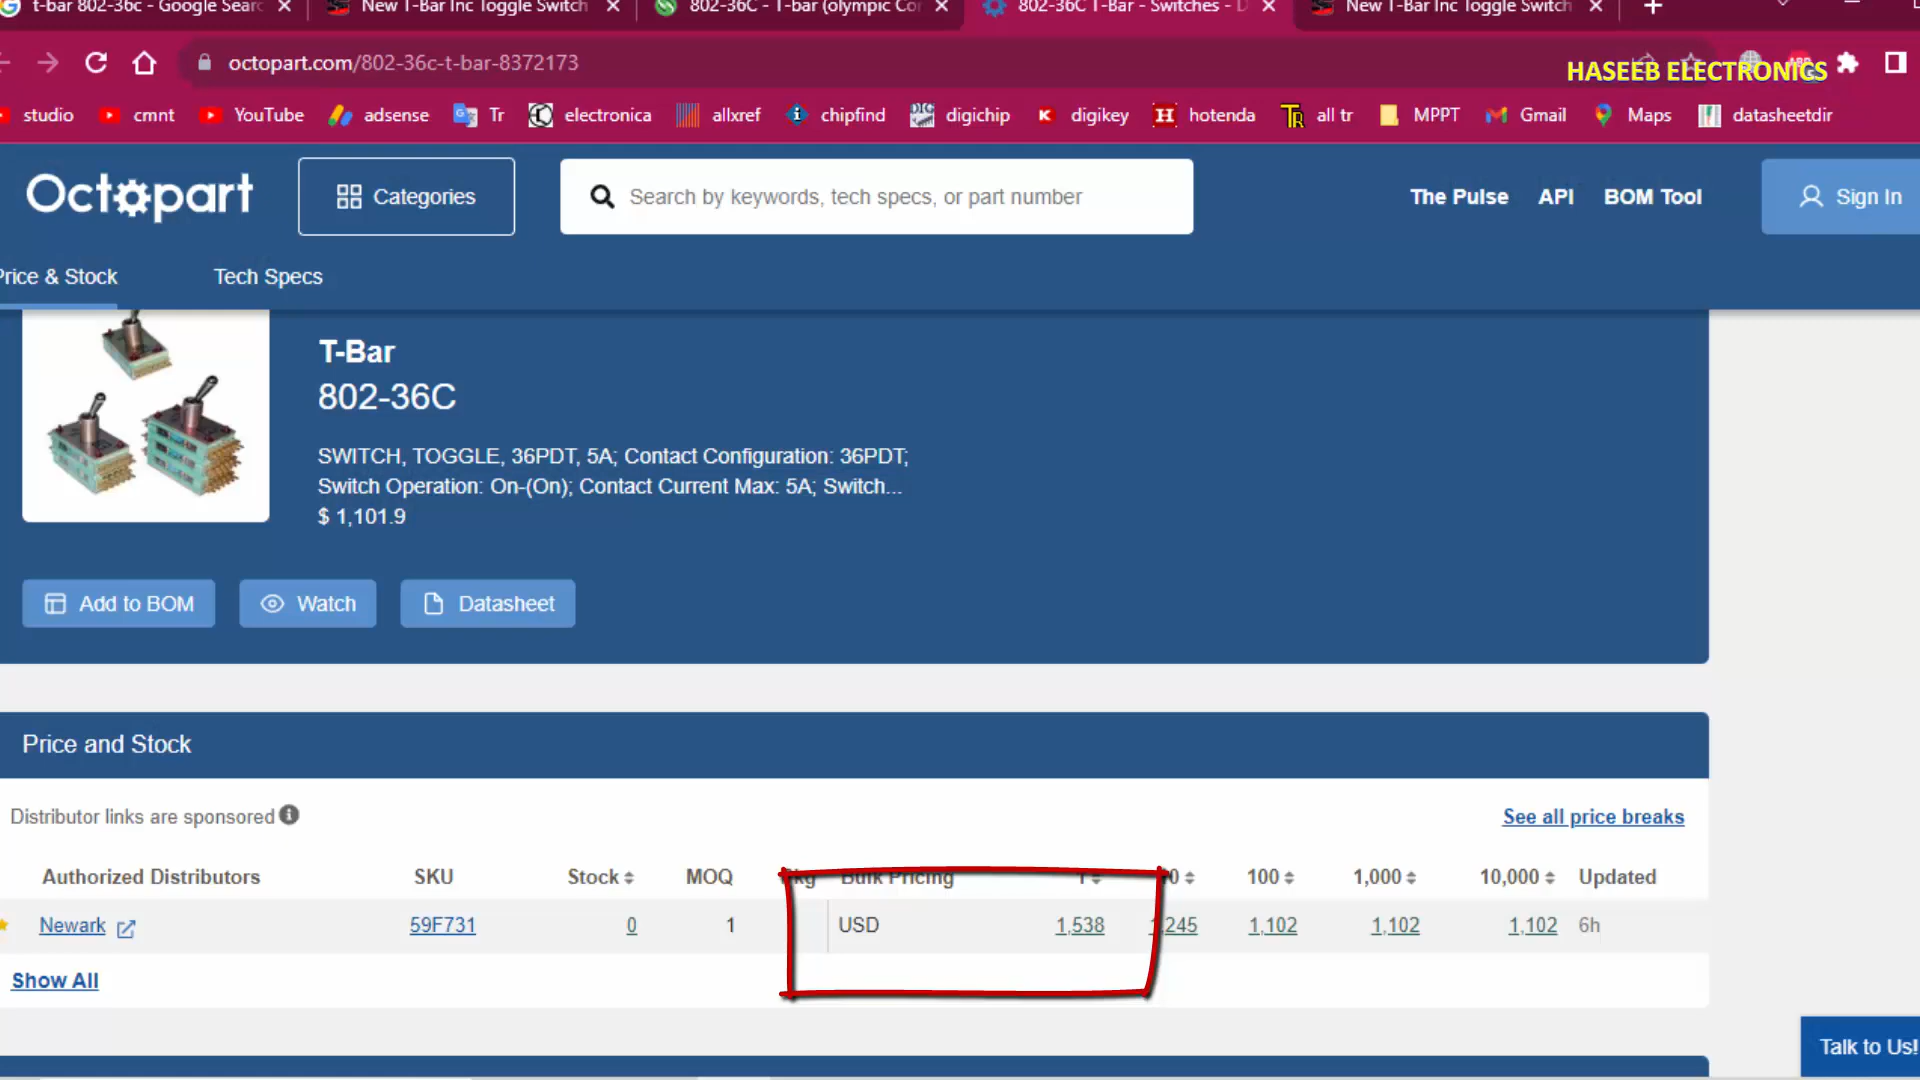 t-bar 802-36c - Google Sear
New T-Bar Inc Toggle Switch
802-36C - T-bar (olympic Co
802-36C T-Bar - Switches - D
New T-Bar Inc Toggle Switch
octopart.com/802-36c-t-bar-8372173
HASEEB ELECTRONICS
studio cmnt YouTube adsense Tr electronica allxref chipfind digichip digikey hotenda all tr MPPT Gmail Maps datasheetdir
Octopart
Categories
Search by keywords, tech specs, or part number
The Pulse API BOM Tool Sign In
Price & Stock Tech Specs
T-Bar
802-36C
SWITCH, TOGGLE, 36PDT, 5A; Contact Configuration: 36PDT;
Switch Operation: On-(On); Contact Current Max: 5A; Switch...
$ 1,101.9
Add to BOM Watch Datasheet
Price and Stock
Distributor links are sponsored
See all price breaks
Authorized Distributors SKU Stock MOQ Pkg Bulk Pricing 1 10 100 1,000 10,000 Updated
Newark 59F731 0 1 USD 1,538 1,245 1,102 1,102 1,102 6h
Show All
Talk to Us!